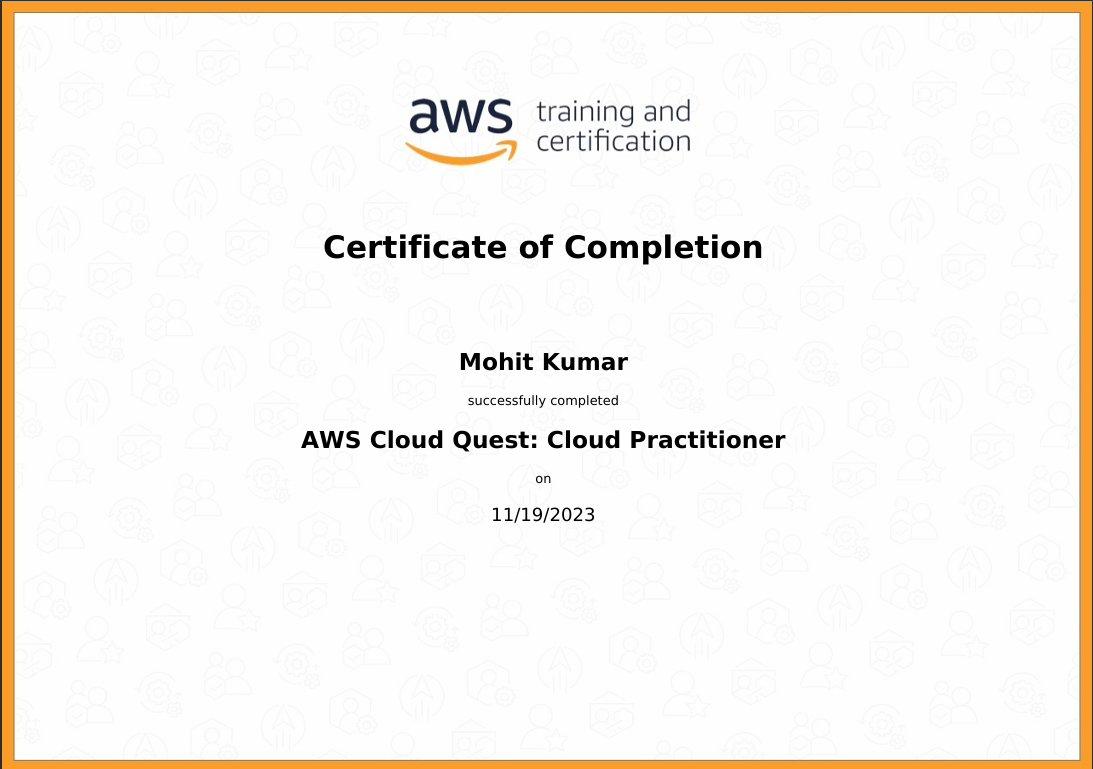 aws training and
certification
Certificate of Completion
Mohit Kumar
successfully completed
AWS Cloud Quest: Cloud Practitioner
on
11/19/2023